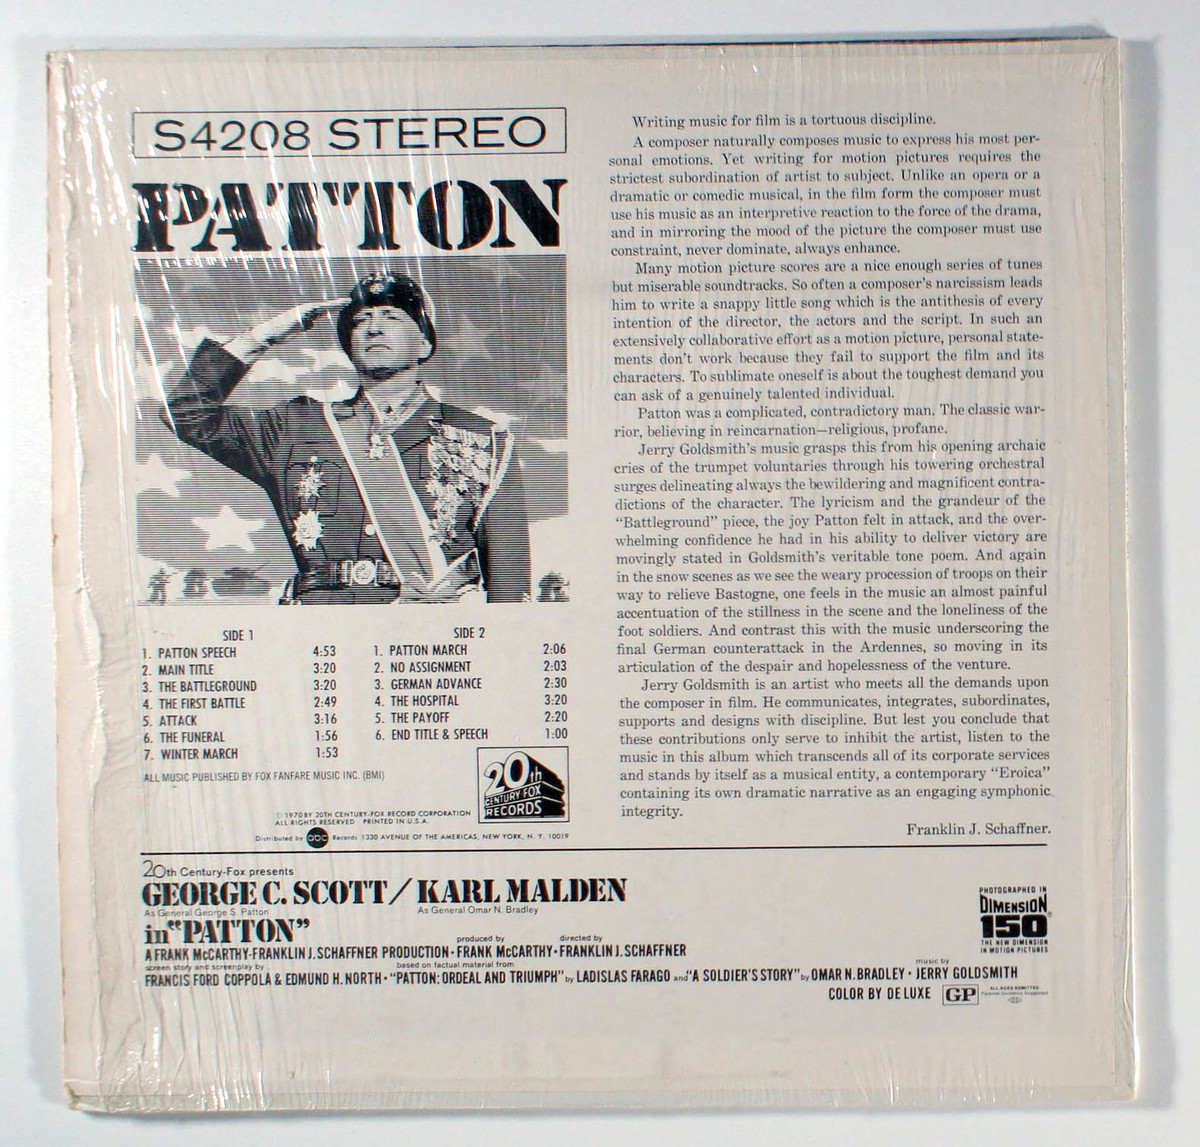 S4208 STEREO
PATTON
SIDE 1
1. PATTON SPEECH 4:53
2. MAIN TITLE 3:20
3. THE BATTLEGROUND 3:20
4. THE FIRST BATTLE 2:49
5. ATTACK 3:16
6. THE FUNERAL 1:56
7. WINTER MARCH 1:53
SIDE 2
1. PATTON MARCH 2:06
2. NO ASSIGNMENT 2:03
3. GERMAN ADVANCE 2:30
4. THE HOSPITAL 3:20
5. THE PAYOFF 2:20
6. END TITLE & SPEECH 1:00
ALL MUSIC PUBLISHED BY FOX FANFARE MUSIC INC. (BMI)
20th
CENTURY-FOX
RECORDS
© 1970 BY 20TH CENTURY-FOX RECORD CORPORATION
ALL RIGHTS RESERVED PRINTED IN U.S.A.
Distributed by abc Records 1330 AVENUE OF THE AMERICAS, NEW YORK, N. Y. 10019
Writing music for film is a tortuous discipline.
A composer naturally composes music to express his most per-
sonal emotions. Yet writing for motion pictures requires the
strictest subordination of artist to subject. Unlike an opera or a
dramatic or comedic musical, in the film form the composer must
use his music as an interpretive reaction to the force of the drama,
and in mirroring the mood of the picture the composer must use
constraint, never dominate, always enhance.
Many motion picture scores are a nice enough series of tunes
but miserable soundtracks. So often a composer's narcissism leads
him to write a snappy little song which is the antithesis of every
intention of the director, the actors and the script. In such an
extensively collaborative effort as a motion picture, personal state-
ments don't work because they fail to support the film and its
characters. To sublimate oneself is about the toughest demand you
can ask of a genuinely talented individual.
Patton was a complicated, contradictory man. The classic war-
rior, believing in reincarnation—religious, profane.
Jerry Goldsmith's music grasps this from his opening archaic
cries of the trumpet voluntaries through his towering orchestral
surges delineating always the bewildering and magnificent contra-
dictions of the character. The lyricism and the grandeur of the
"Battleground" piece, the joy Patton felt in attack, and the over-
whelming confidence he had in his ability to deliver victory are
movingly stated in Goldsmith's veritable tone poem. And again
in the snow scenes as we see the weary procession of troops on their
way to relieve Bastogne, one feels in the music an almost painful
accentuation of the stillness in the scene and the loneliness of the
foot soldiers. And contrast this with the music underscoring the
final German counterattack in the Ardennes, so moving in its
articulation of the despair and hopelessness of the venture.
Jerry Goldsmith is an artist who meets all the demands upon
the composer in film. He communicates, integrates, subordinates,
supports and designs with discipline. But lest you conclude that
these contributions only serve to inhibit the artist, listen to the
music in this album which transcends all of its corporate services
and stands by itself as a musical entity, a contemporary "Eroica"
containing its own dramatic narrative as an engaging symphonic
integrity.
Franklin J. Schaffner.
20th Century-Fox presents
GEORGE C. SCOTT / KARL MALDEN
As General George S. Patton As General Omar N. Bradley
in "PATTON"
produced by directed by
A FRANK McCARTHY-FRANKLIN J. SCHAFFNER PRODUCTION · FRANK McCARTHY · FRANKLIN J. SCHAFFNER
screen story and screenplay by based on factual material from music by
FRANCIS FORD COPPOLA & EDMUND H. NORTH · "PATTON: ORDEAL AND TRIUMPH" by LADISLAS FARAGO and "A SOLDIER'S STORY" by OMAR N. BRADLEY · JERRY GOLDSMITH
COLOR BY DE LUXE GP ALL AGES ADMITTED
Parental Guidance Suggested
PHOTOGRAPHED IN
DIMENSION
150®
THE NEW DIMENSION
IN MOTION PICTURES